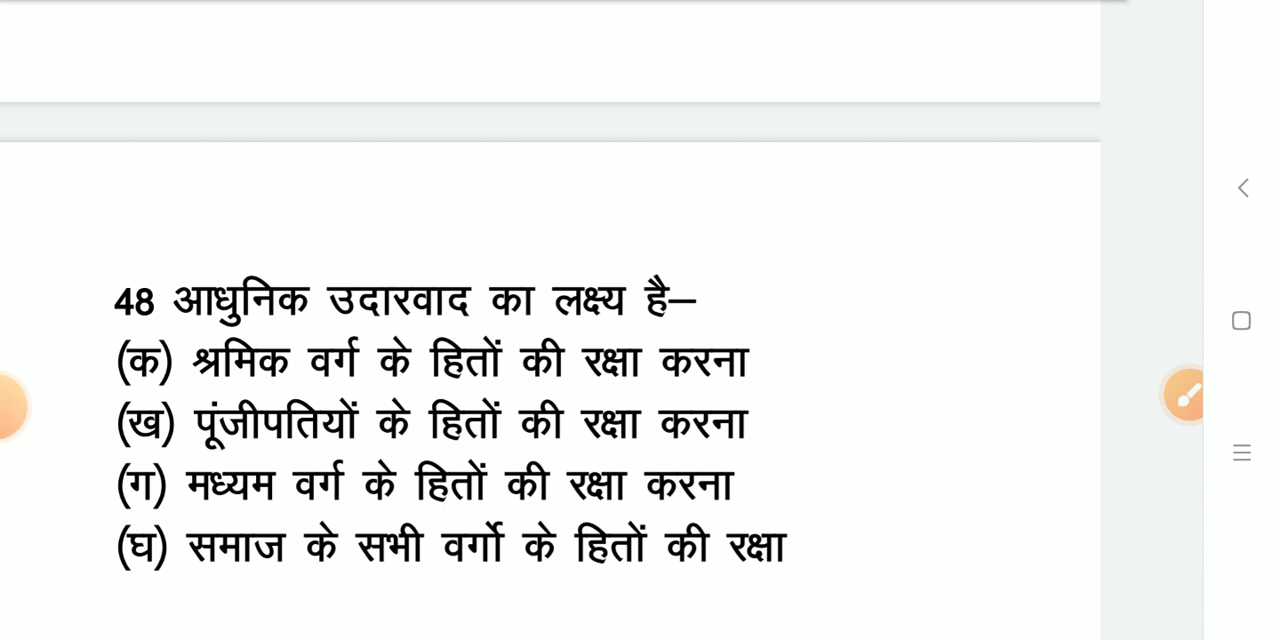 48 आधुनिक उदारवाद का लक्ष्य है–
(क) श्रमिक वर्ग के हितों की रक्षा करना
(ख) पूंजीपतियों के हितों की रक्षा करना
(ग) मध्यम वर्ग के हितों की रक्षा करना
(घ) समाज के सभी वर्गो के हितों की रक्षा